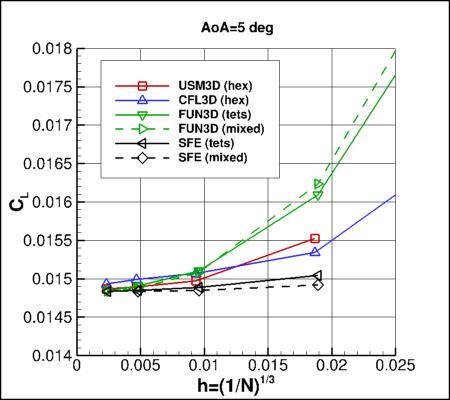 AoA=5 deg
0.018
0.0175
0.017
0.0165
0.016
0.0155
0.015
0.0145
0.014
C_L
USM3D (hex)
CFL3D (hex)
FUN3D (tets)
FUN3D (mixed)
SFE (tets)
SFE (mixed)
0 0.005 0.01 0.015 0.02 0.025
h=(1/N)^1/3